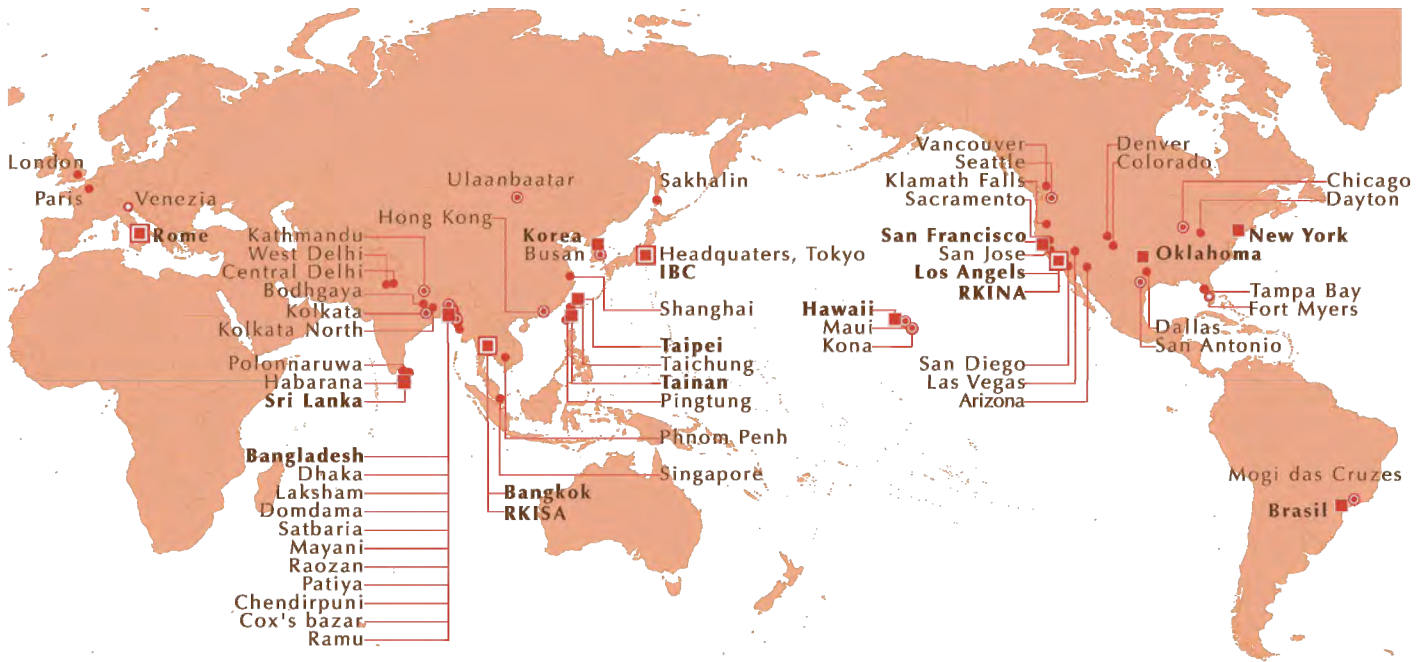 London
Paris
Venezia
Rome
Ulaanbaatar
Hong Kong
Kathmandu
West Delhi
Central Delhi
Bodhgaya
Kolkata
Kolkata North
Polonnaruwa
Habarana
Sri Lanka
Bangladesh
Dhaka
Laksham
Domdama
Satbaria
Mayani
Raozan
Patiya
Chendirpuni
Cox's bazar
Ramu
Sakhalin
Korea
Busan
Headquaters, Tokyo
IBC
Shanghai
Taipei
Taichung
Tainan
Pingtung
Phnom Penh
Singapore
Bangkok
RKISA
Vancouver
Seattle
Klamath Falls
Sacramento
San Francisco
San Jose
Los Angels
RKINA
Hawaii
Maui
Kona
San Diego
Las Vegas
Arizona
Denver
Colorado
Chicago
Dayton
New York
Oklahoma
Tampa Bay
Fort Myers
Dallas
San Antonio
Mogi das Cruzes
Brasil